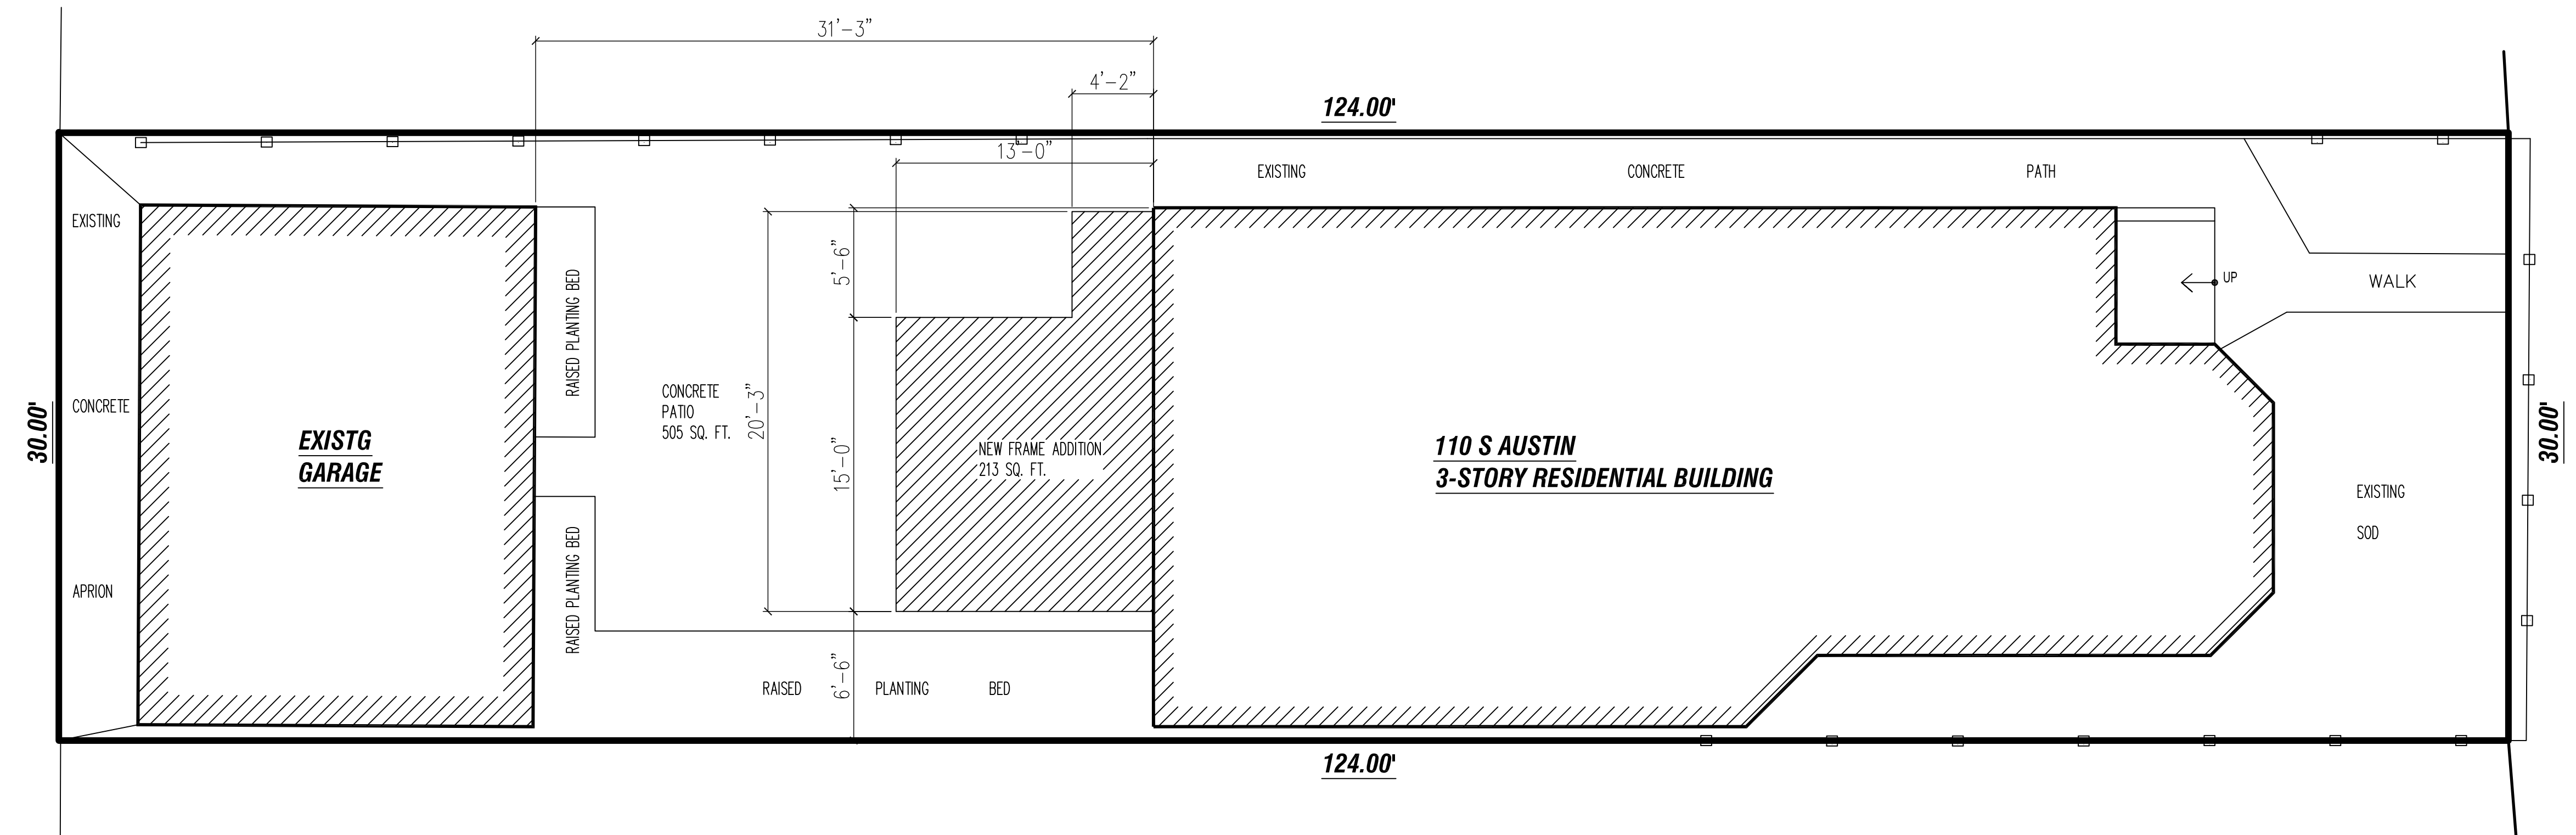 31'-3"
4'-2"
124.00'
13'-0"
EXISTING CONCRETE PATH
EXISTING
CONCRETE
APRION
30.00'
EXISTG
GARAGE
RAISED PLANTING BED
RAISED PLANTING BED
CONCRETE
PATIO
505 SQ. FT.
20'-3"
5'-6"
15'-0"
6'-6"
NEW FRAME ADDITION
213 SQ. FT.
RAISED PLANTING BED
110 S AUSTIN
3-STORY RESIDENTIAL BUILDING
UP
WALK
EXISTING
SOD
30.00'
124.00'